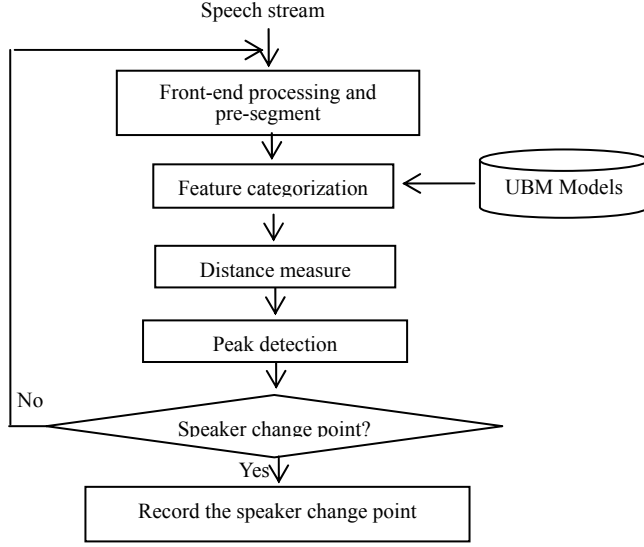 Speech stream
Front-end processing and
pre-segment
Feature categorization
UBM Models
Distance measure
Peak detection
No
Speaker change point?
Yes
Record the speaker change point